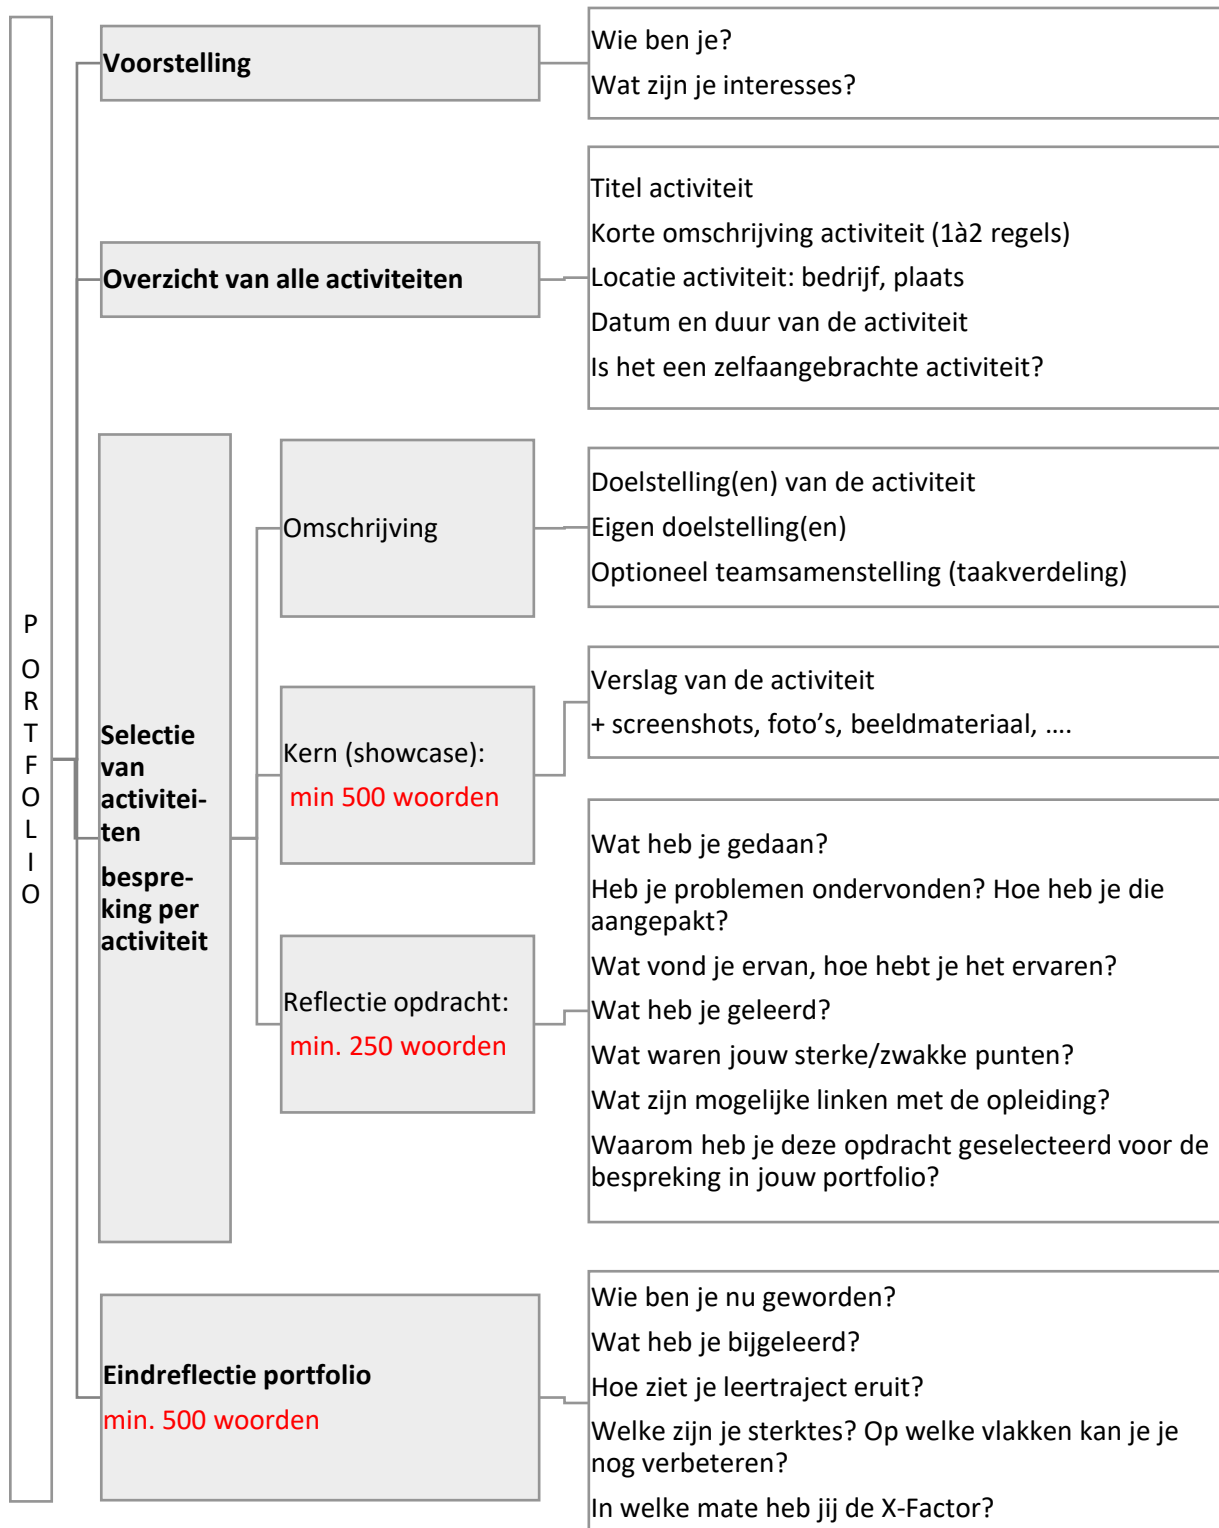 P
O
R
T
F
O
L
I
O
Voorstelling
Wie ben je?
Wat zijn je interesses?
Overzicht van alle activiteiten
Titel activiteit
Korte omschrijving activiteit (1à2 regels)
Locatie activiteit: bedrijf, plaats
Datum en duur van de activiteit
Is het een zelfaangebrachte activiteit?
Selectie
van
activitei-
ten
bespre-
king per
activiteit
Omschrijving
Doelstelling(en) van de activiteit
Eigen doelstelling(en)
Optioneel teamsamenstelling (taakverdeling)
Kern (showcase):
min 500 woorden
Verslag van de activiteit
+ screenshots, foto’s, beeldmateriaal, ….
Reflectie opdracht:
min. 250 woorden
Wat heb je gedaan?
Heb je problemen ondervonden? Hoe heb je die
aangepakt?
Wat vond je ervan, hoe hebt je het ervaren?
Wat heb je geleerd?
Wat waren jouw sterke/zwakke punten?
Wat zijn mogelijke linken met de opleiding?
Waarom heb je deze opdracht geselecteerd voor de
bespreking in jouw portfolio?
Eindreflectie portfolio
min. 500 woorden
Wie ben je nu geworden?
Wat heb je bijgeleerd?
Hoe ziet je leertraject eruit?
Welke zijn je sterktes? Op welke vlakken kan je je
nog verbeteren?
In welke mate heb jij de X-Factor?